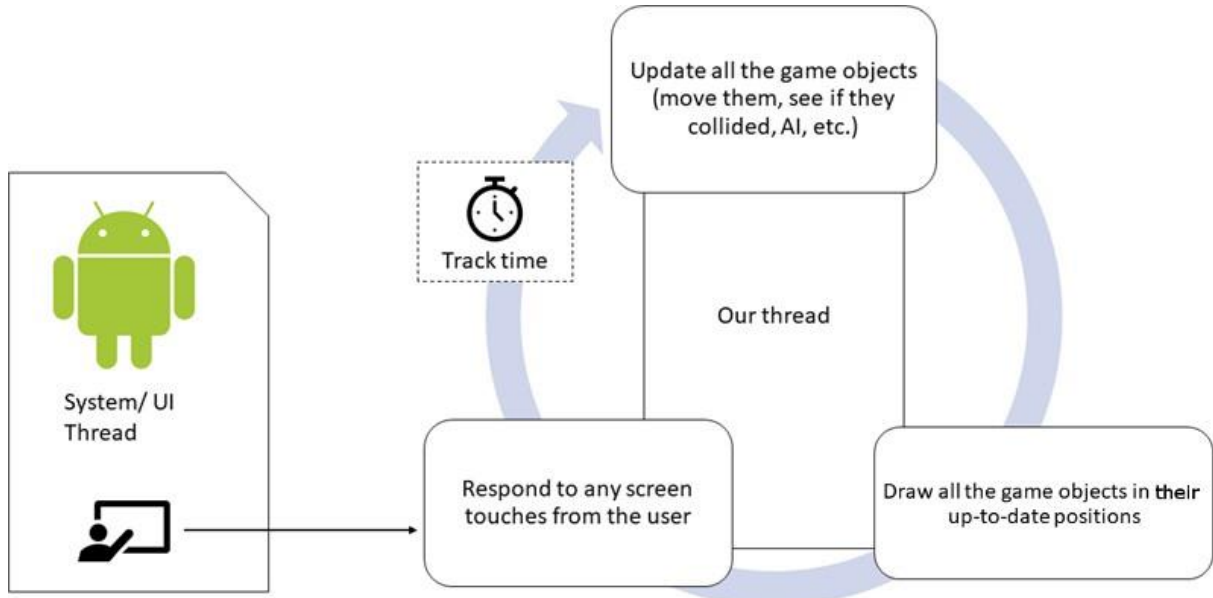 Update all the game objects
(move them, see if they
collided, AI, etc.)
Track time
Our thread
System/ UI
Thread
Respond to any screen
touches from the user
Draw all the game objects in their
up-to-date positions